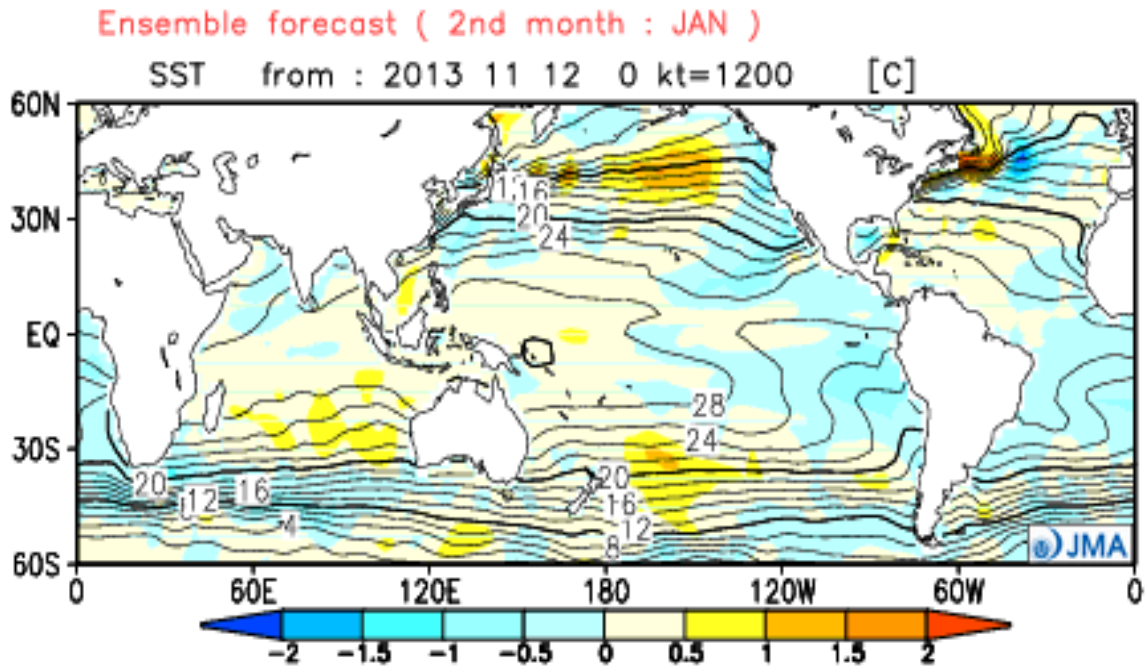 Ensemble forecast ( 2nd month : JAN )
SST from : 2013 11 12 0 kt=1200 [C]
60N
30N
EQ
30S
60S
16
20
24
28
24
20
16
12
8
20
12
16
4
JMA
0 60E 120E 180 120W 60W 0
-2 -1.5 -1 -0.5 0 0.5 1 1.5 2